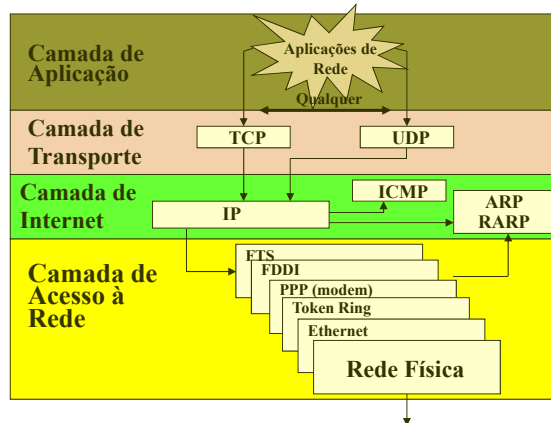 Camada de
Aplicação
Aplicações de
Rede
Qualquer
Camada de
Transporte
TCP
UDP
Camada de
Internet
IP
ICMP
ARP
RARP
Camada de
Acesso à
Rede
FTS
FDDI
PPP (modem)
Token Ring
Ethernet
Rede Física